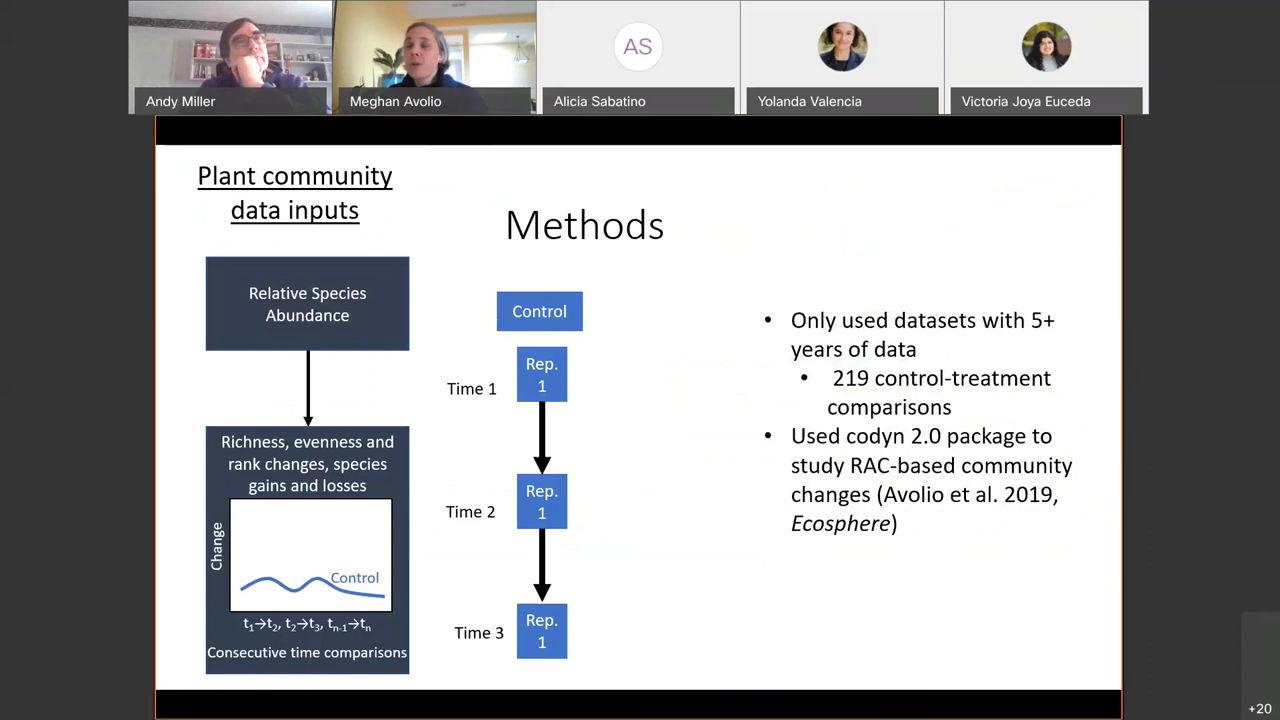 AS
Andy Miller
Meghan Avolio
Alicia Sabatino
Yolanda Valencia
Victoria Joya Euceda
Plant community
data inputs
Methods
Relative Species
Abundance
Richness, evenness and
rank changes, species
gains and losses
Change
Control
t₁→t₂, t₂→t₃, tₙ₋₁→tₙ
Consecutive time comparisons
Control
Time 1
Rep.
1
Time 2
Rep.
1
Time 3
Rep.
1
• Only used datasets with 5+
years of data
• 219 control-treatment
comparisons
• Used codyn 2.0 package to
study RAC-based community
changes (Avolio et al. 2019,
Ecosphere)
+20